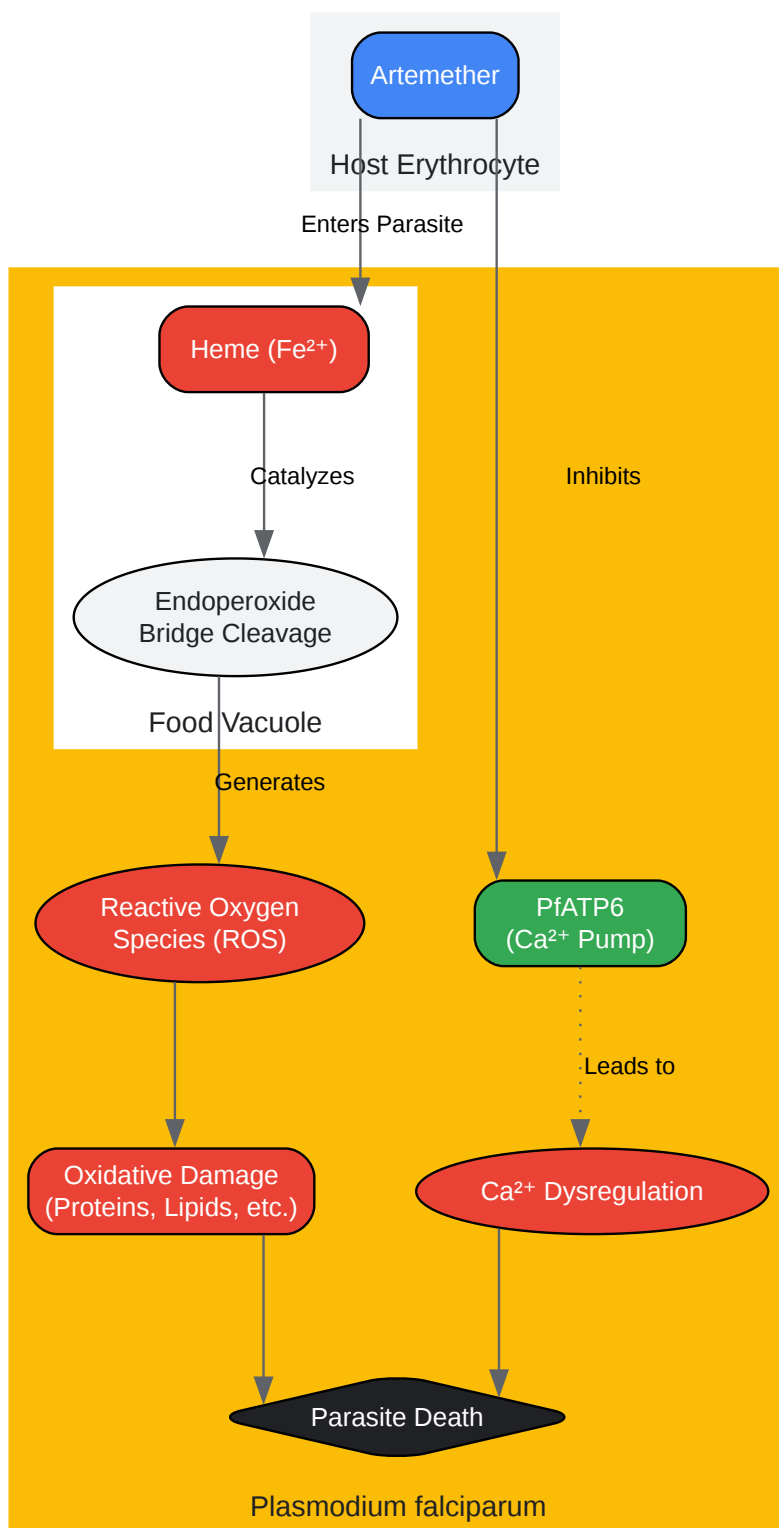 Artemether
Host Erythrocyte
Enters Parasite
Heme (Fe²⁺)
Catalyzes
Inhibits
Endoperoxide
Bridge Cleavage
Food Vacuole
Generates
Reactive Oxygen
Species (ROS)
PfATP6
(Ca²⁺ Pump)
Leads to
Oxidative Damage
(Proteins, Lipids, etc.)
Ca²⁺ Dysregulation
Parasite Death
Plasmodium falciparum